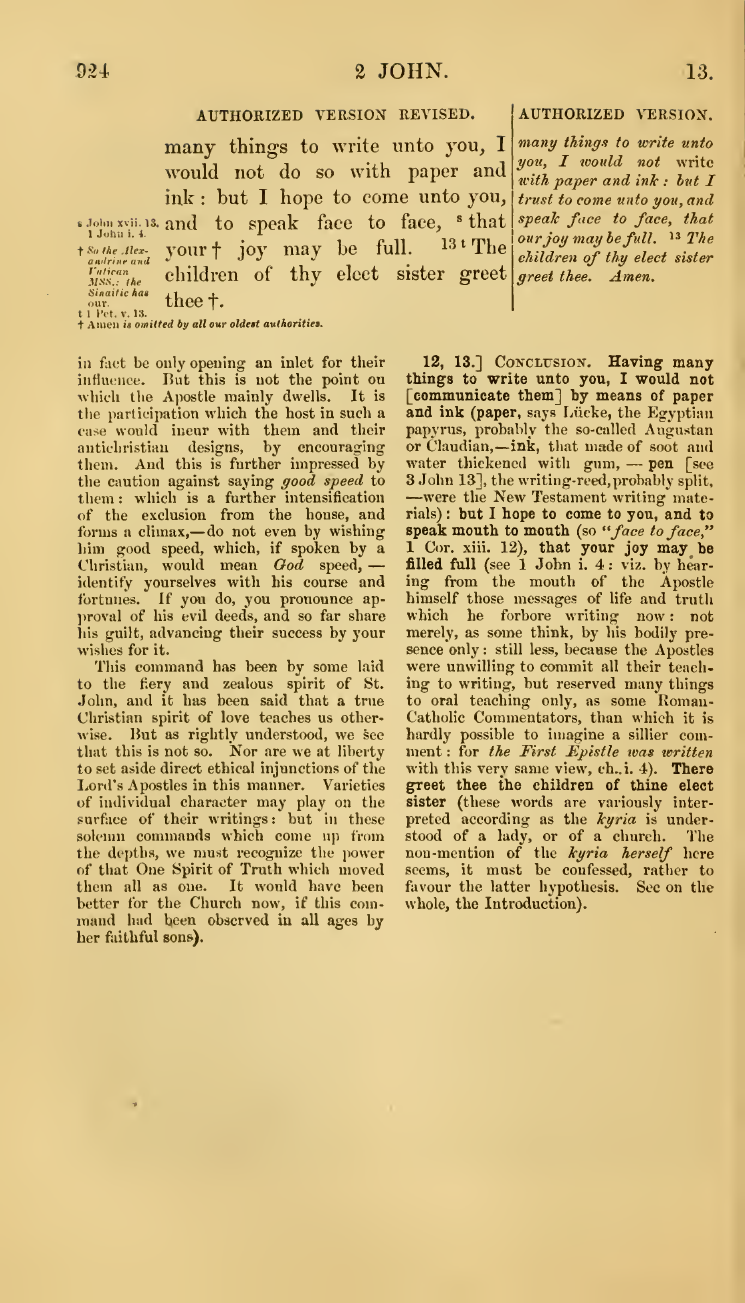 924
2 JOHN.
13.
AUTHORIZED VERSION REVISED.
many things to write unto you, I
would not do so with paper and
ink : but I hope to come unto you,
and to speak face to face, s that
your † joy may be full. 13 t The
children of thy elect sister greet
thee †.
s John xvii. 13.
1 John i. 4.
† So the Alex-
andrine and
Vatican
MSS.: the
Sinaitic has
our.
t 1 Pet. v. 13.
† Amen is omitted by all our oldest authorities.
AUTHORIZED VERSION.
many things to write unto
you, I would not write
with paper and ink : but I
trust to come unto you, and
speak face to face, that
our joy may be full. 13 The
children of thy elect sister
greet thee. Amen.
in fact be only opening an inlet for their
influence. But this is not the point on
which the Apostle mainly dwells. It is
the participation which the host in such a
case would incur with them and their
antichristian designs, by encouraging
them. And this is further impressed by
the caution against saying good speed to
them : which is a further intensification
of the exclusion from the house, and
forms a climax,—do not even by wishing
him good speed, which, if spoken by a
Christian, would mean God speed, —
identify yourselves with his course and
fortunes. If you do, you pronounce ap-
proval of his evil deeds, and so far share
his guilt, advancing their success by your
wishes for it.
This command has been by some laid
to the fiery and zealous spirit of St.
John, and it has been said that a true
Christian spirit of love teaches us other-
wise. But as rightly understood, we see
that this is not so. Nor are we at liberty
to set aside direct ethical injunctions of the
Lord's Apostles in this manner. Varieties
of individual character may play on the
surface of their writings : but in these
solemn commands which come up from
the depths, we must recognize the power
of that One Spirit of Truth which moved
them all as one. It would have been
better for the Church now, if this com-
mand had been observed in all ages by
her faithful sons).
12, 13.] CONCLUSION. Having many
things to write unto you, I would not
[communicate them] by means of paper
and ink (paper, says Lücke, the Egyptian
papyrus, probably the so-called Augustan
or Claudian,—ink, that made of soot and
water thickened with gum, — pen [see
3 John 13], the writing-reed, probably split,
—were the New Testament writing mate-
rials) : but I hope to come to you, and to
speak mouth to mouth (so "face to face,"
1 Cor. xiii. 12), that your joy may be
filled full (see 1 John i. 4 : viz. by hear-
ing from the mouth of the Apostle
himself those messages of life and truth
which he forbore writing now : not
merely, as some think, by his bodily pre-
sence only : still less, because the Apostles
were unwilling to commit all their teach-
ing to writing, but reserved many things
to oral teaching only, as some Roman-
Catholic Commentators, than which it is
hardly possible to imagine a sillier com-
ment : for the First Epistle was written
with this very same view, ch. i. 4). There
greet thee the children of thine elect
sister (these words are variously inter-
preted according as the kyria is under-
stood of a lady, or of a church. The
non-mention of the kyria herself here
seems, it must be confessed, rather to
favour the latter hypothesis. See on the
whole, the Introduction).